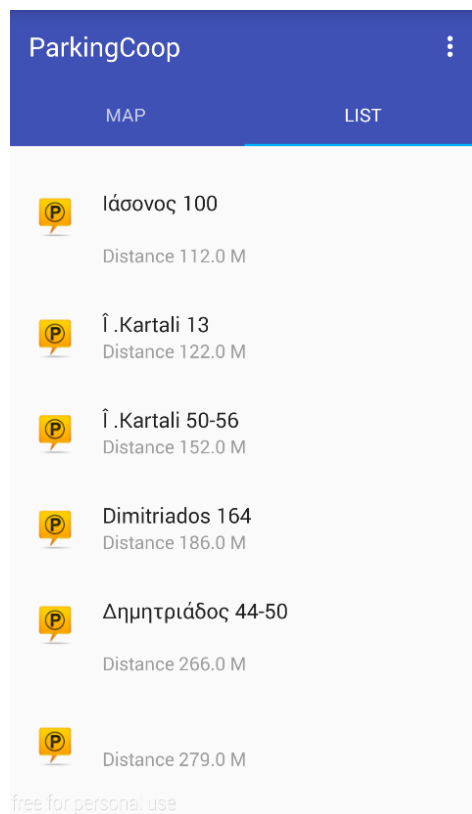 ParkingCoop
MAP LIST
Ιάσονος 100
Distance 112.0 M
Î .Kartali 13
Distance 122.0 M
Î .Kartali 50-56
Distance 152.0 M
Dimitriados 164
Distance 186.0 M
Δημητριάδος 44-50
Distance 266.0 M
Distance 279.0 M
free for personal use